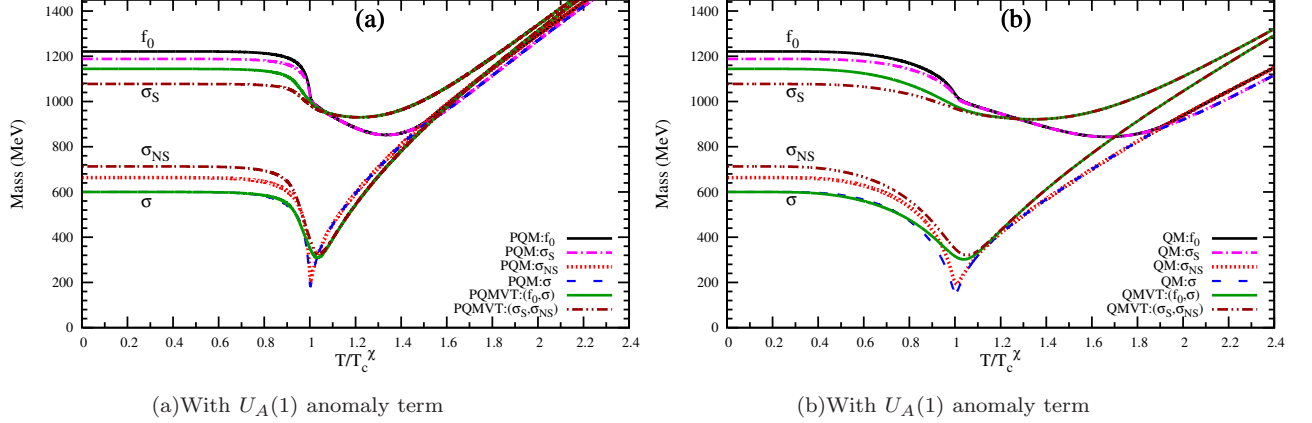 (a)
1400
1200
1000
800
600
400
200
0
Mass (MeV)
f0
σS
σNS
σ
PQM:f0
PQM:σS
PQM:σNS
PQM:σ
PQMVT:(f0,σ)
PQMVT:(σS,σNS)
0 0.2 0.4 0.6 0.8 1 1.2 1.4 1.6 1.8 2 2.2 2.4
T/Tc^χ
(a)With U_A(1) anomaly term
(b)
1400
1200
1000
800
600
400
200
0
Mass (MeV)
f0
σS
σNS
σ
QM:f0
QM:σS
QM:σNS
QM:σ
QMVT:(f0,σ)
QMVT:(σS,σNS)
0 0.2 0.4 0.6 0.8 1 1.2 1.4 1.6 1.8 2 2.2 2.4
T/Tc^χ
(b)With U_A(1) anomaly term